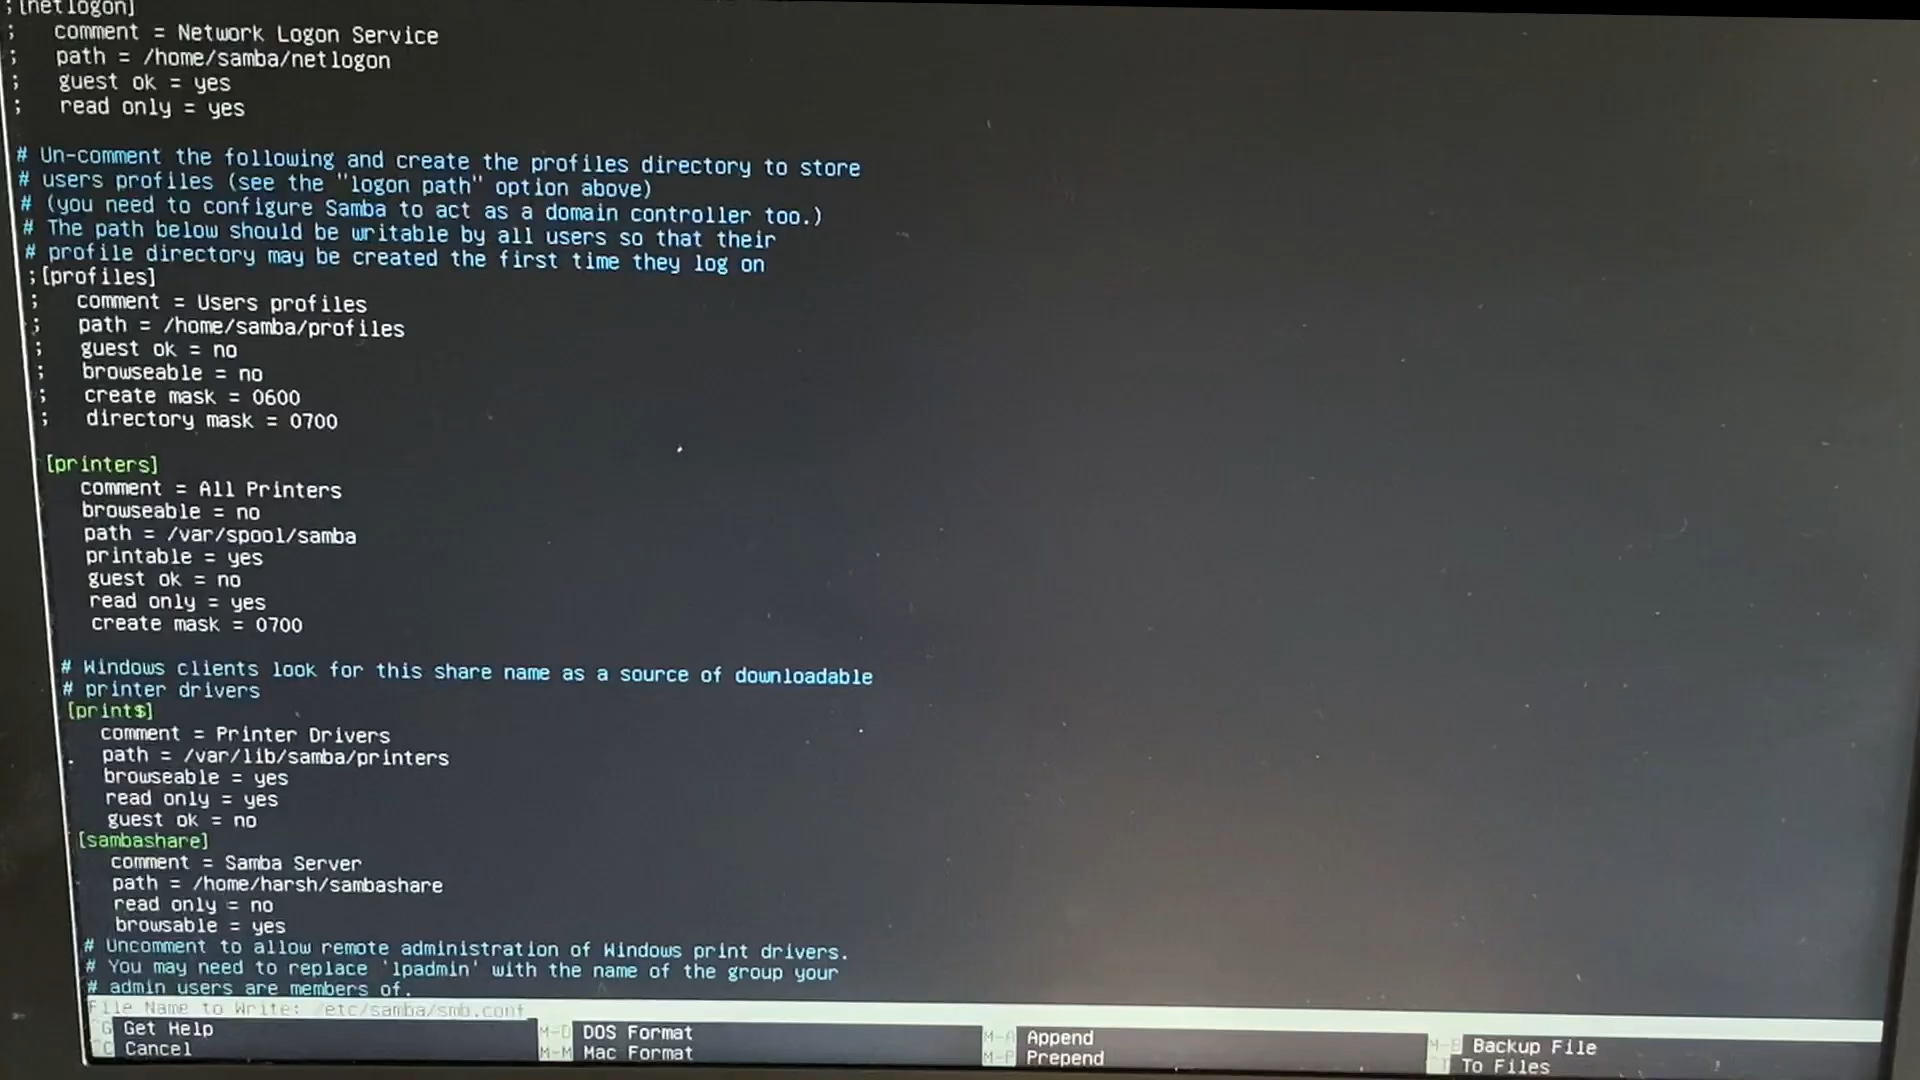 ;[netlogon]
;   comment = Network Logon Service
;   path = /home/samba/netlogon
;   guest ok = yes
;   read only = yes
# Un-comment the following and create the profiles directory to store
# users profiles (see the "logon path" option above)
# (you need to configure Samba to act as a domain controller too.)
# The path below should be writable by all users so that their
# profile directory may be created the first time they log on
;[profiles]
;   comment = Users profiles
;   path = /home/samba/profiles
;   guest ok = no
;   browseable = no
;   create mask = 0600
;   directory mask = 0700
[printers]
   comment = All Printers
   browseable = no
   path = /var/spool/samba
   printable = yes
   guest ok = no
   read only = yes
   create mask = 0700
# Windows clients look for this share name as a source of downloadable
# printer drivers
[print$]
   comment = Printer Drivers
   path = /var/lib/samba/printers
   browseable = yes
   read only = yes
   guest ok = no
[sambashare]
   comment = Samba Server
   path = /home/harsh/sambashare
   read only = no
   browsable = yes
# Uncomment to allow remote administration of Windows print drivers.
# You may need to replace 'lpadmin' with the name of the group your
# admin users are members of.
File Name to Write: /etc/samba/smb.conf
^G Get Help M-D DOS Format M-A Append M-B Backup File
^C Cancel M-M Mac Format M-P Prepend ^T To Files